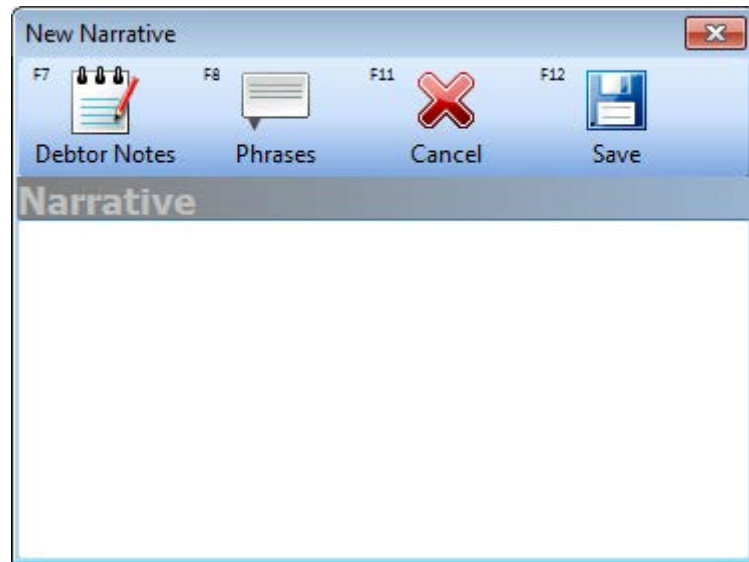 New Narrative
F7 F8 F11 F12
Debtor Notes Phrases Cancel Save
Narrative